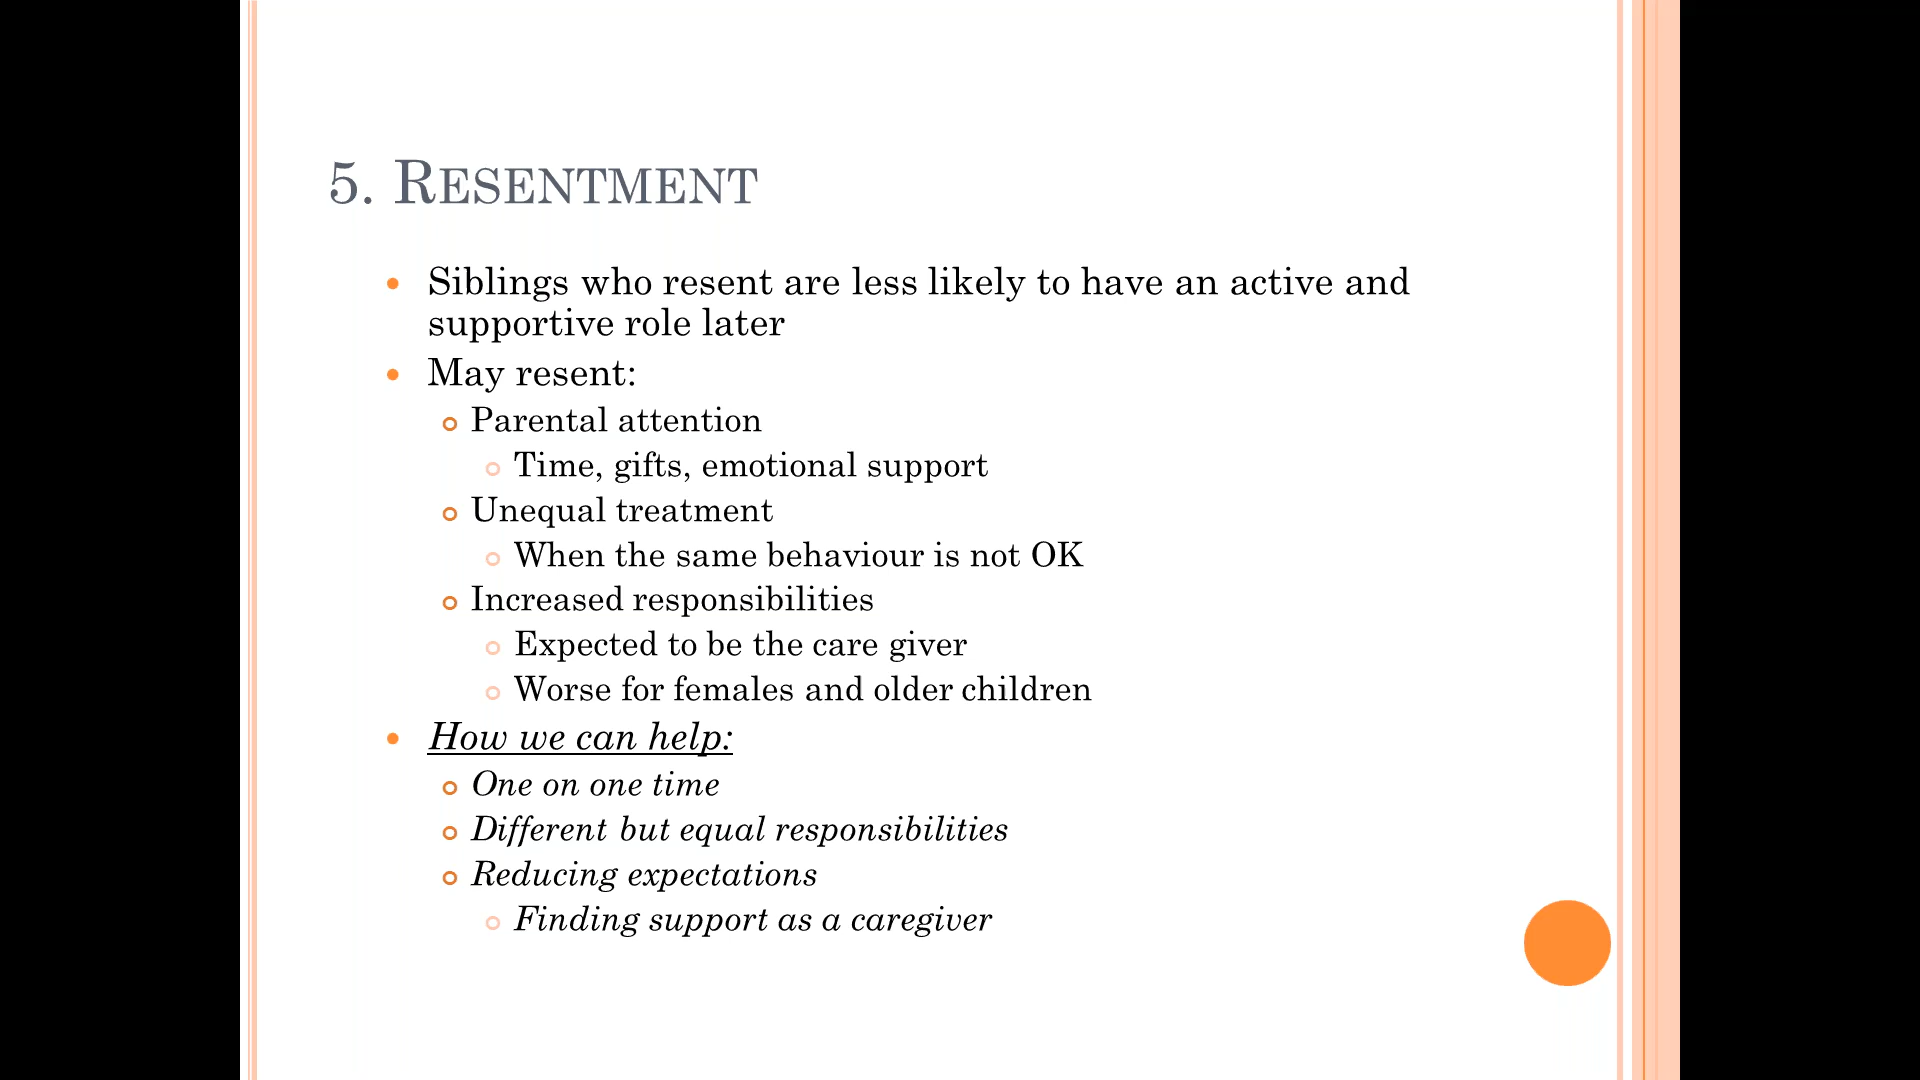 5. RESENTMENT
Siblings who resent are less likely to have an active and
supportive role later
May resent:
Parental attention
Time, gifts, emotional support
Unequal treatment
When the same behaviour is not OK
Increased responsibilities
Expected to be the care giver
Worse for females and older children
How we can help:
One on one time
Different but equal responsibilities
Reducing expectations
Finding support as a caregiver